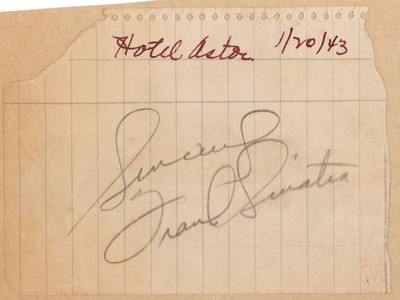 Hotel Astor 1/20/43
Sincerely
Frank Sinatra